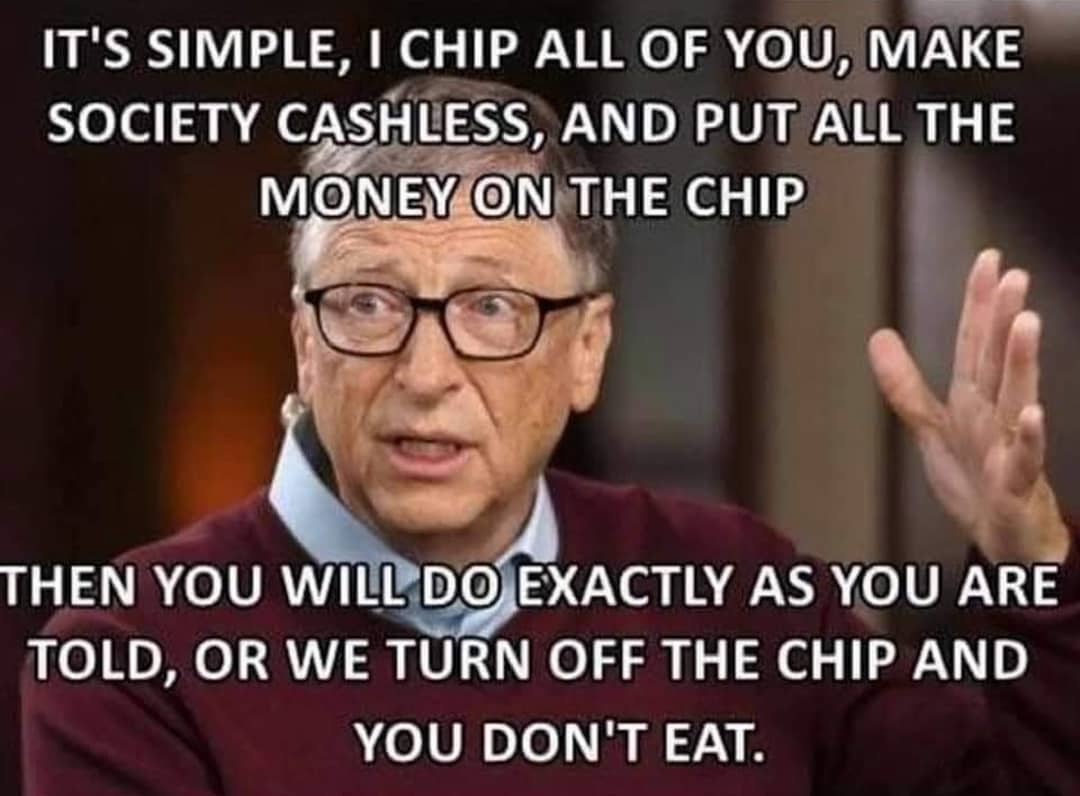 IT'S SIMPLE, I CHIP ALL OF YOU, MAKE
SOCIETY CASHLESS, AND PUT ALL THE
MONEY ON THE CHIP
THEN YOU WILL DO EXACTLY AS YOU ARE
TOLD, OR WE TURN OFF THE CHIP AND
YOU DON'T EAT.